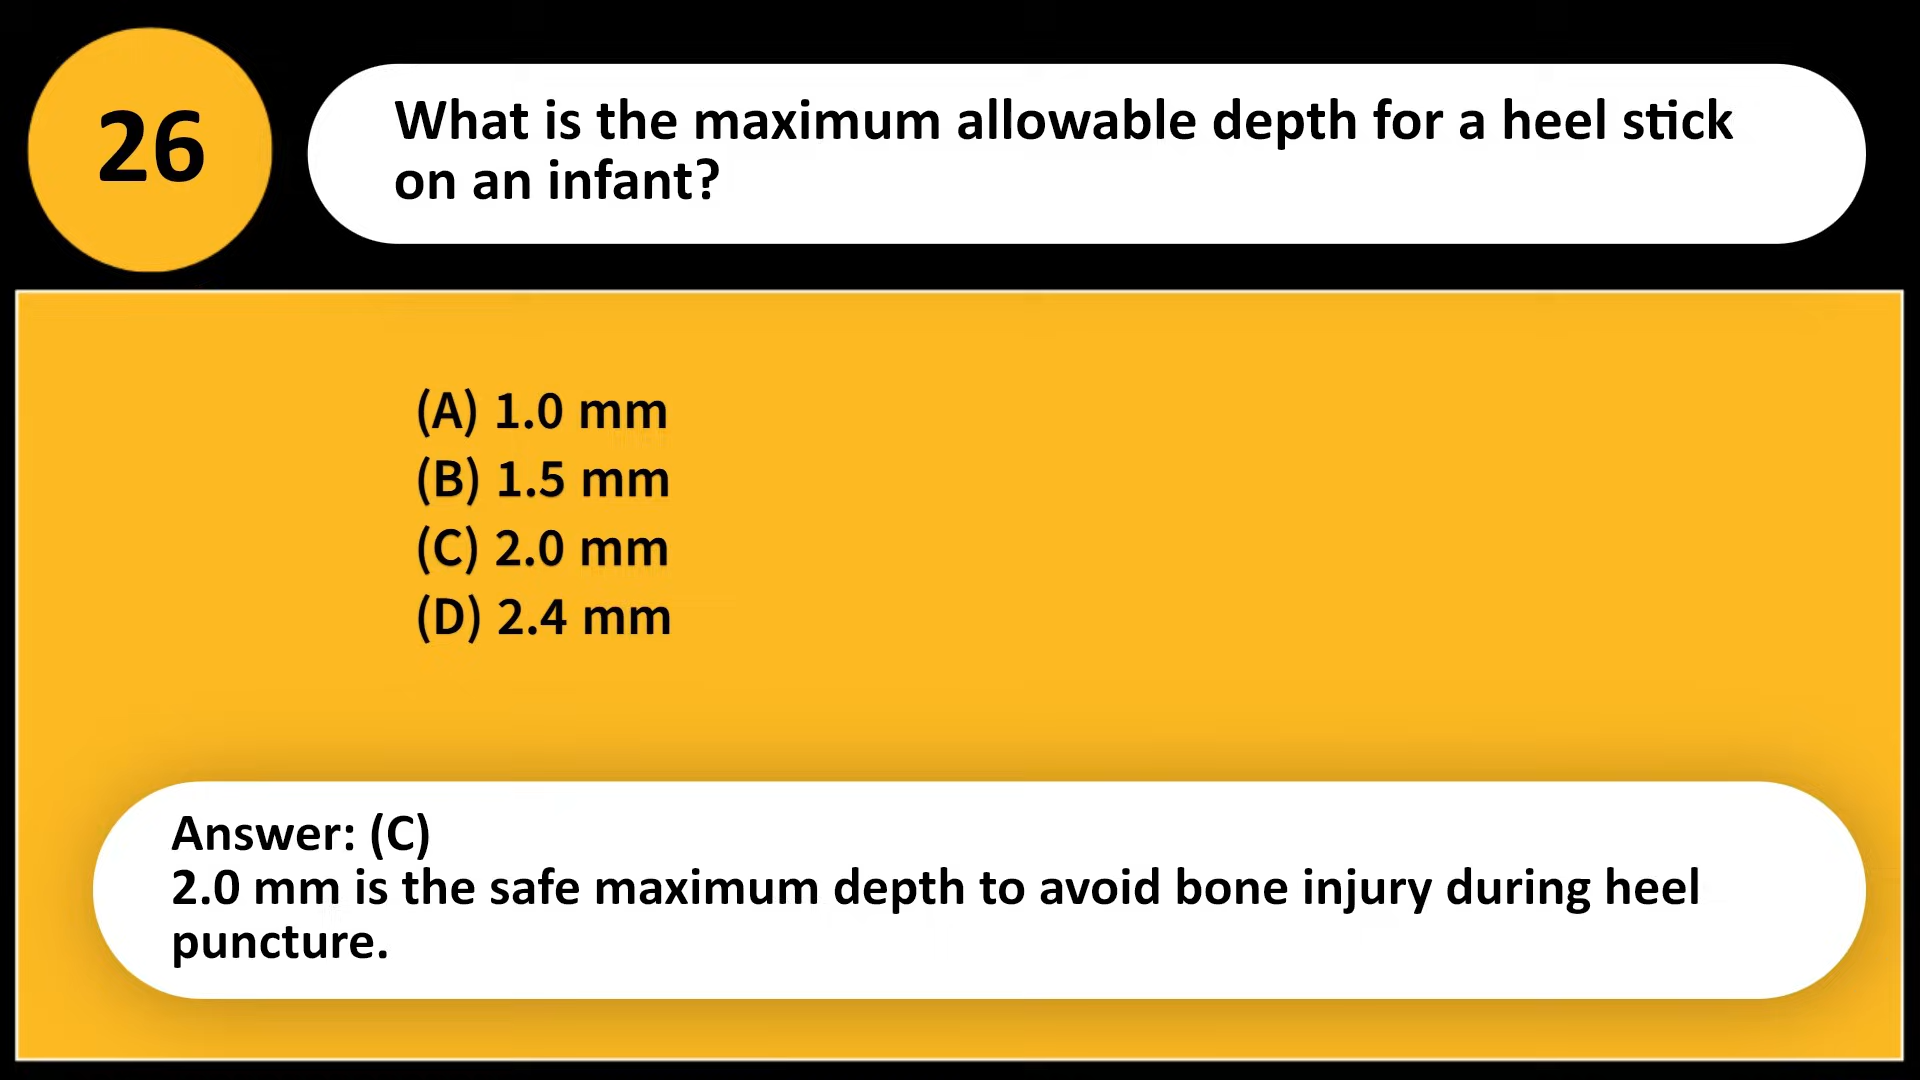 26
What is the maximum allowable depth for a heel stick
on an infant?
(A) 1.0 mm
(B) 1.5 mm
(C) 2.0 mm
(D) 2.4 mm
Answer: (C)
2.0 mm is the safe maximum depth to avoid bone injury during heel
puncture.